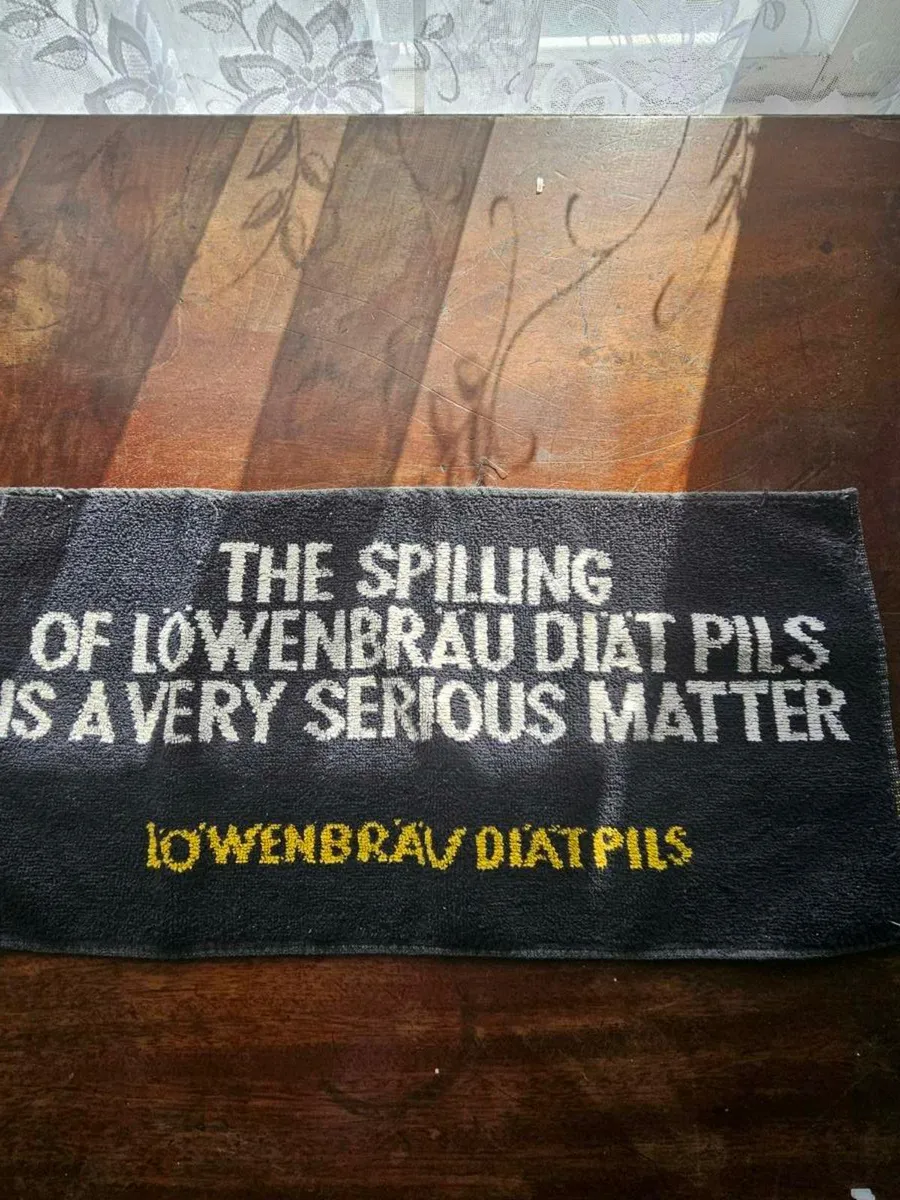 THE SPILLING
OF LÖWENBRÄU DIÄT PILS
IS A VERY SERIOUS MATTER
LÖWENBRÄU DIÄT PILS